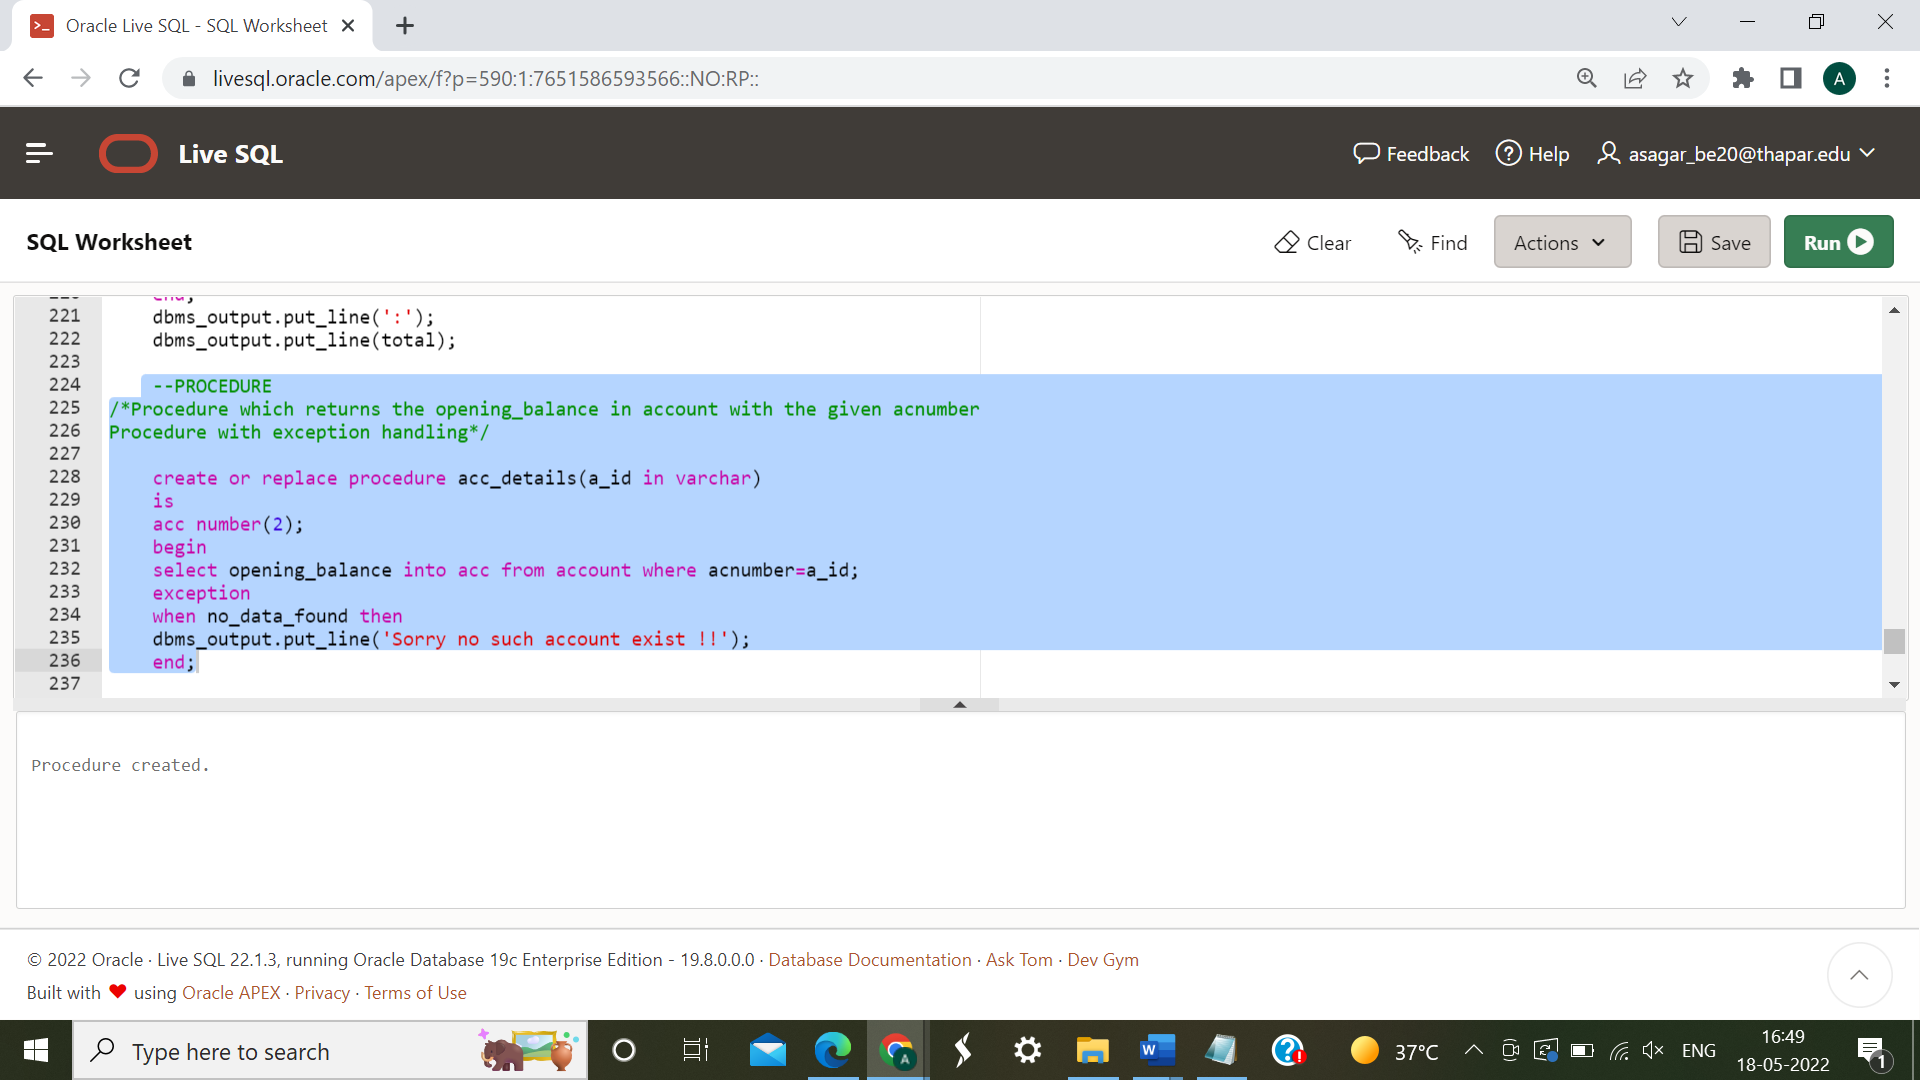 Oracle Live SQL - SQL Worksheet
livesql.oracle.com/apex/f?p=590:1:7651586593566::NO:RP::
A
Live SQL
Feedback
Help
asagar_be20@thapar.edu
SQL Worksheet
Clear
Find
Actions
Save
Run
221 dbms_output.put_line(':');
222 dbms_output.put_line(total);
223
224 --PROCEDURE
225 /*Procedure which returns the opening_balance in account with the given acnumber
226 Procedure with exception handling*/
227
228 create or replace procedure acc_details(a_id in varchar)
229 is
230 acc number(2);
231 begin
232 select opening_balance into acc from account where acnumber=a_id;
233 exception
234 when no_data_found then
235 dbms_output.put_line('Sorry no such account exist !!');
236 end;
237
Procedure created.
© 2022 Oracle · Live SQL 22.1.3, running Oracle Database 19c Enterprise Edition - 19.8.0.0.0 · Database Documentation · Ask Tom · Dev Gym
Built with ❤ using Oracle APEX · Privacy · Terms of Use
Type here to search
A
W
37°C
ENG
16:49
18-05-2022
1